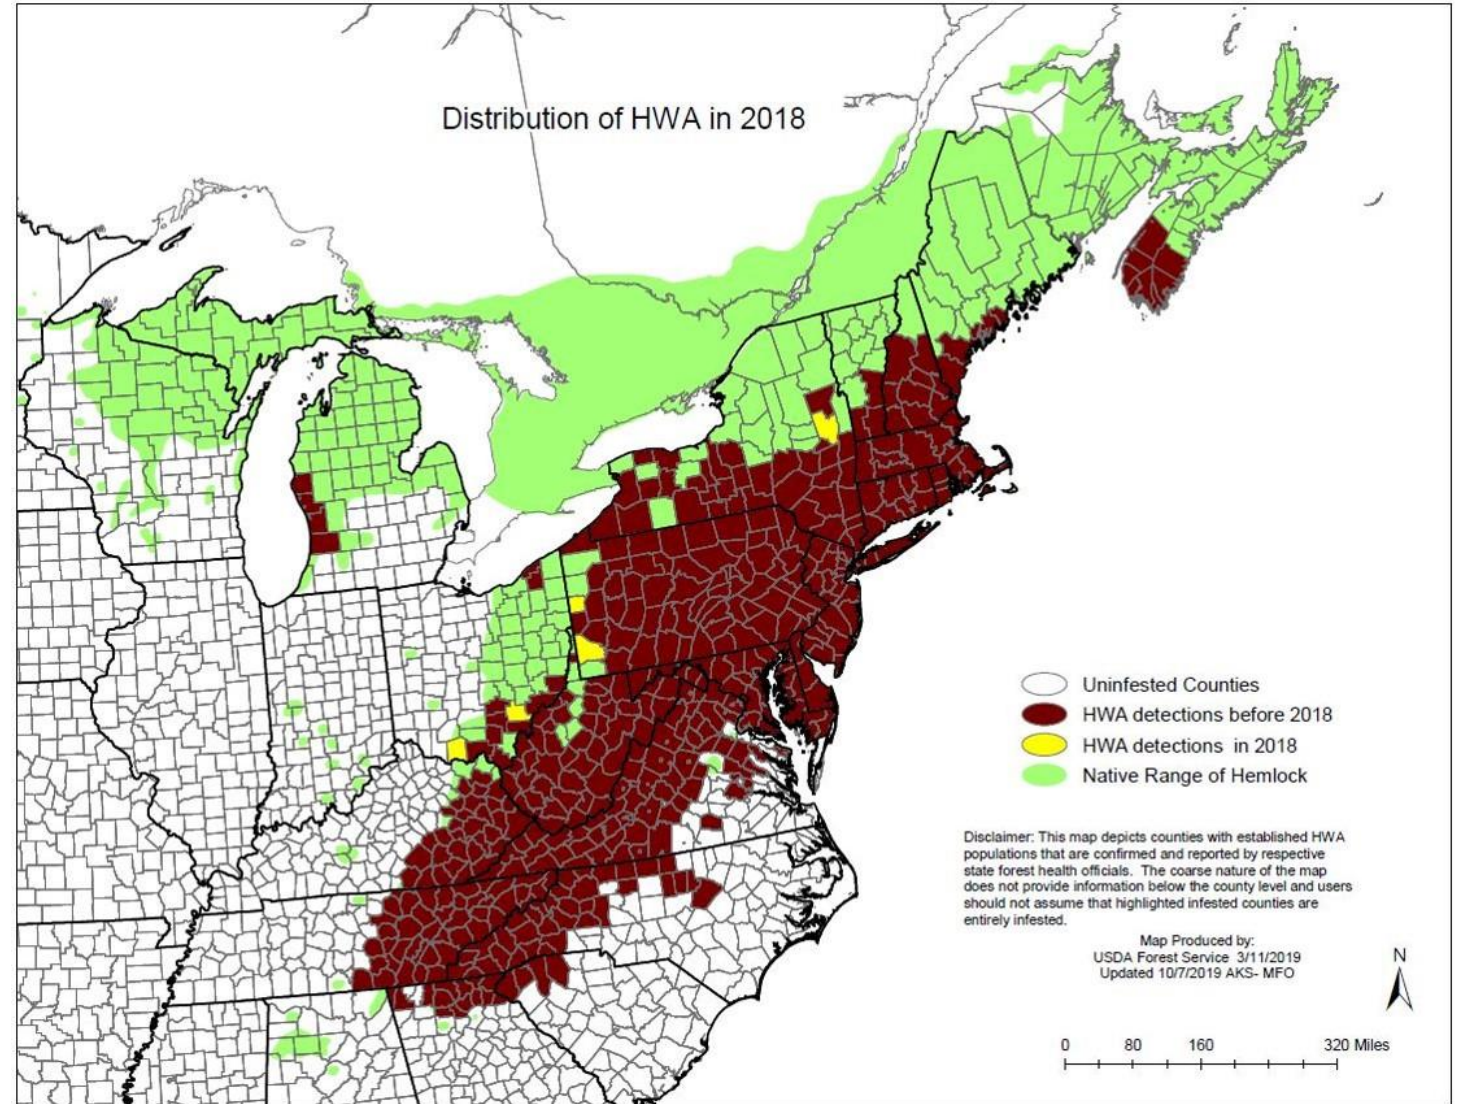 Distribution of HWA in 2018
Uninfested Counties
HWA detections before 2018
HWA detections in 2018
Native Range of Hemlock
Disclaimer: This map depicts counties with established HWA
populations that are confirmed and reported by respective
state forest health officials. The coarse nature of the map
does not provide information below the county level and users
should not assume that highlighted infested counties are
entirely infested.
Map Produced by:
USDA Forest Service 3/11/2019
Updated 10/7/2019 AKS- MFO
N
0 80 160 320 Miles